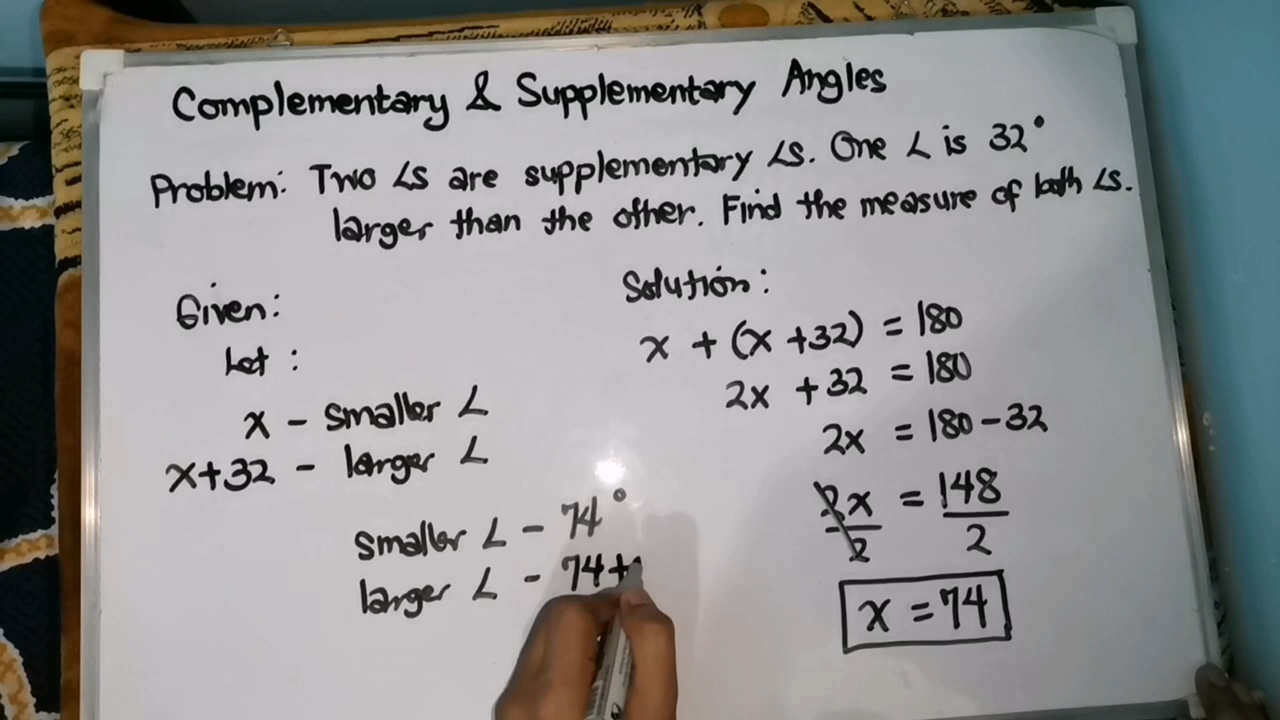 Complementary & Supplementary Angles
Problem: Two ∠s are supplementary ∠s. One ∠ is 32°
larger than the other. Find the measure of both ∠s.
Given:
Let :
x - smaller ∠
x+32 - larger ∠
smaller ∠ - 74°
larger ∠ - 74+
Solution:
x + (x +32) = 180
2x + 32 = 180
2x = 180-32
2x/2 = 148/2
x = 74